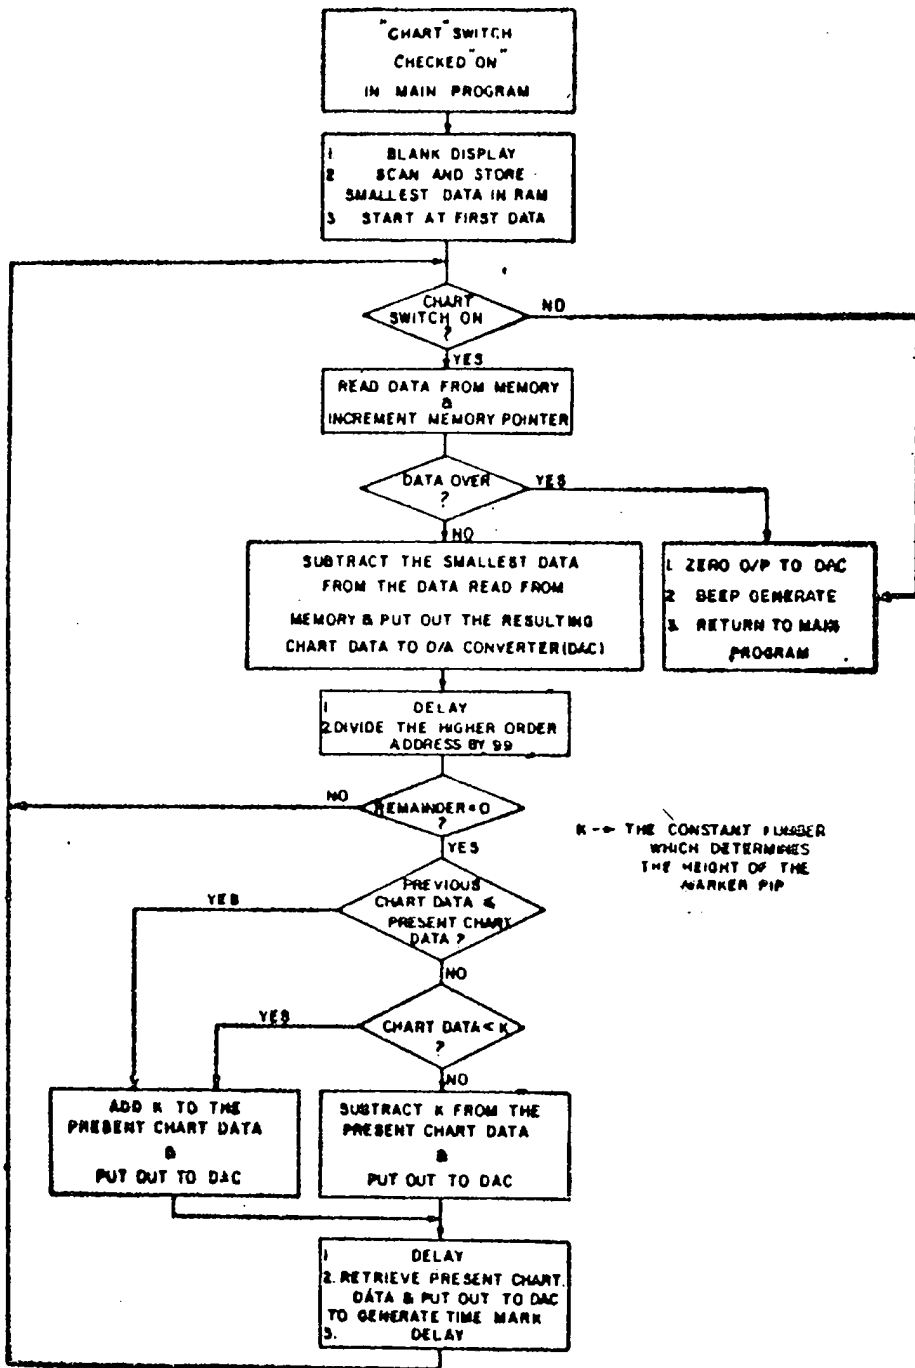 "CHART" SWITCH
CHECKED "ON"
IN MAIN PROGRAM
1 BLANK DISPLAY
2 SCAN AND STORE
SMALLEST DATA IN RAM
3 START AT FIRST DATA
CHART
SWITCH ON
?
NO
YES
READ DATA FROM MEMORY
&
INCREMENT MEMORY POINTER
DATA OVER
?
YES
NO
SUBTRACT THE SMALLEST DATA
FROM THE DATA READ FROM
MEMORY & PUT OUT THE RESULTING
CHART DATA TO D/A CONVERTER (DAC)
1. ZERO O/P TO DAC
2 BEEP GENERATE
3. RETURN TO MAIN
PROGRAM
1 DELAY
2. DIVIDE THE HIGHER ORDER
ADDRESS BY 99
NO
REMAINDER = 0
?
YES
K → THE CONSTANT NUMBER
WHICH DETERMINES
THE HEIGHT OF THE
MARKER PIP
PREVIOUS
CHART DATA ≤
PRESENT CHART
DATA ?
YES
NO
CHART DATA < K
?
YES
NO
ADD K TO THE
PRESENT CHART DATA
&
PUT OUT TO DAC
SUBTRACT K FROM THE
PRESENT CHART DATA
&
PUT OUT TO DAC
1 DELAY
2. RETRIEVE PRESENT CHART
DATA & PUT OUT TO DAC
TO GENERATE TIME MARK
3. DELAY